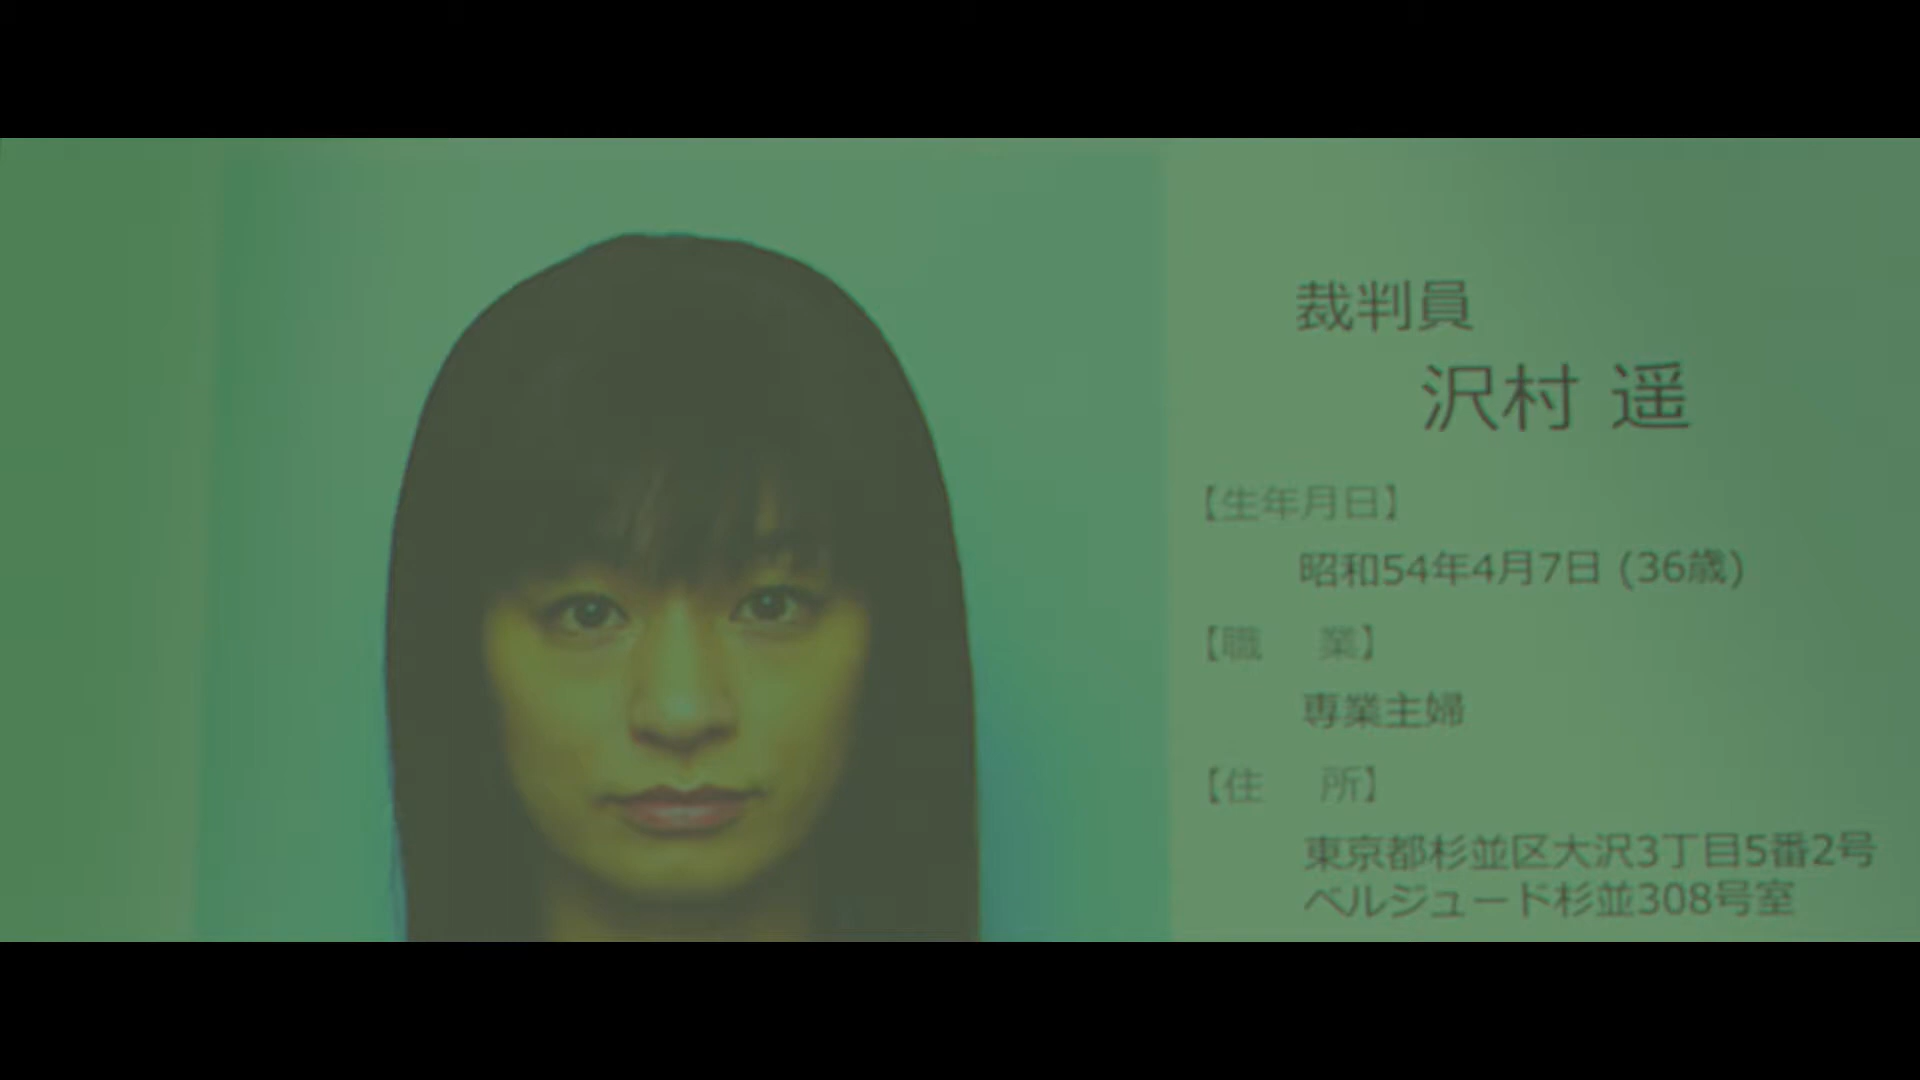 裁判員
沢村 遥
【生年月日】
昭和54年4月7日 (36歳)
【職 業】
専業主婦
【住 所】
東京都杉並区大沢3丁目5番2号
ベルジュード杉並308号室